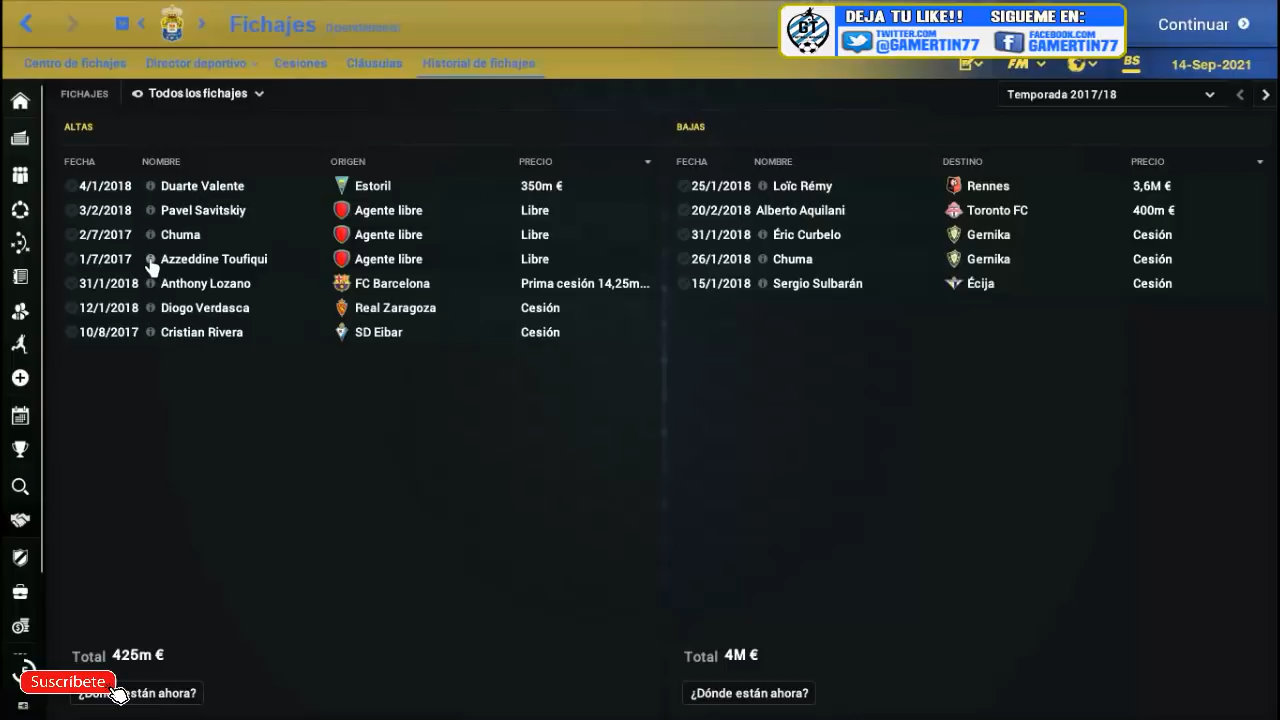 Fichajes
DEJA TU LIKE!! SIGUEME EN:
TWITTER.COM @GAMERTIN77 FACEBOOK.COM GAMERTIN77
GT
Continuar
Centro de fichajes Director deportivo Cesiones Cláusulas Historial de fichajes
FM BS 14-Sep-2021
FICHAJES Todos los fichajes Temporada 2017/18
ALTAS
FECHA NOMBRE ORIGEN PRECIO
4/1/2018 Duarte Valente Estoril 350m €
3/2/2018 Pavel Savitskiy Agente libre Libre
2/7/2017 Chuma Agente libre Libre
1/7/2017 Azzeddine Toufiqui Agente libre Libre
31/1/2018 Anthony Lozano FC Barcelona Prima cesión 14,25m...
12/1/2018 Diogo Verdasca Real Zaragoza Cesión
10/8/2017 Cristian Rivera SD Eibar Cesión
Total 425m €
están ahora?
Suscríbete
BAJAS
FECHA NOMBRE DESTINO PRECIO
25/1/2018 Loïc Rémy Rennes 3,6M €
20/2/2018 Alberto Aquilani Toronto FC 400m €
31/1/2018 Éric Curbelo Gernika Cesión
26/1/2018 Chuma Gernika Cesión
15/1/2018 Sergio Sulbarán Écija Cesión
Total 4M €
¿Dónde están ahora?